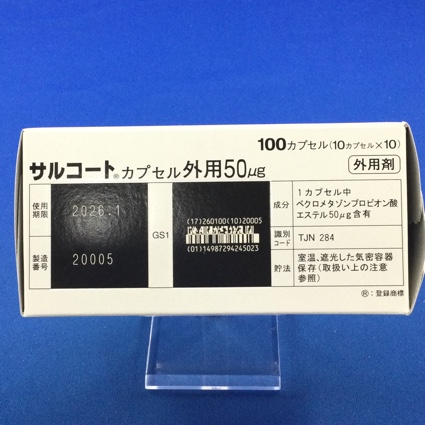 100カプセル(10カプセル×10)
サルコート®カプセル外用50μg
外用剤
使用期限
2026.1
製造番号
20005
GS1
(17)260100(10)20005
(01)14987294245023
成分
1カプセル中
ベクロメタゾンプロピオン酸
エステル50μg含有
識別コード
TJN 284
貯法
室温、遮光した気密容器
保存(取扱い上の注意
参照)
®:登録商標